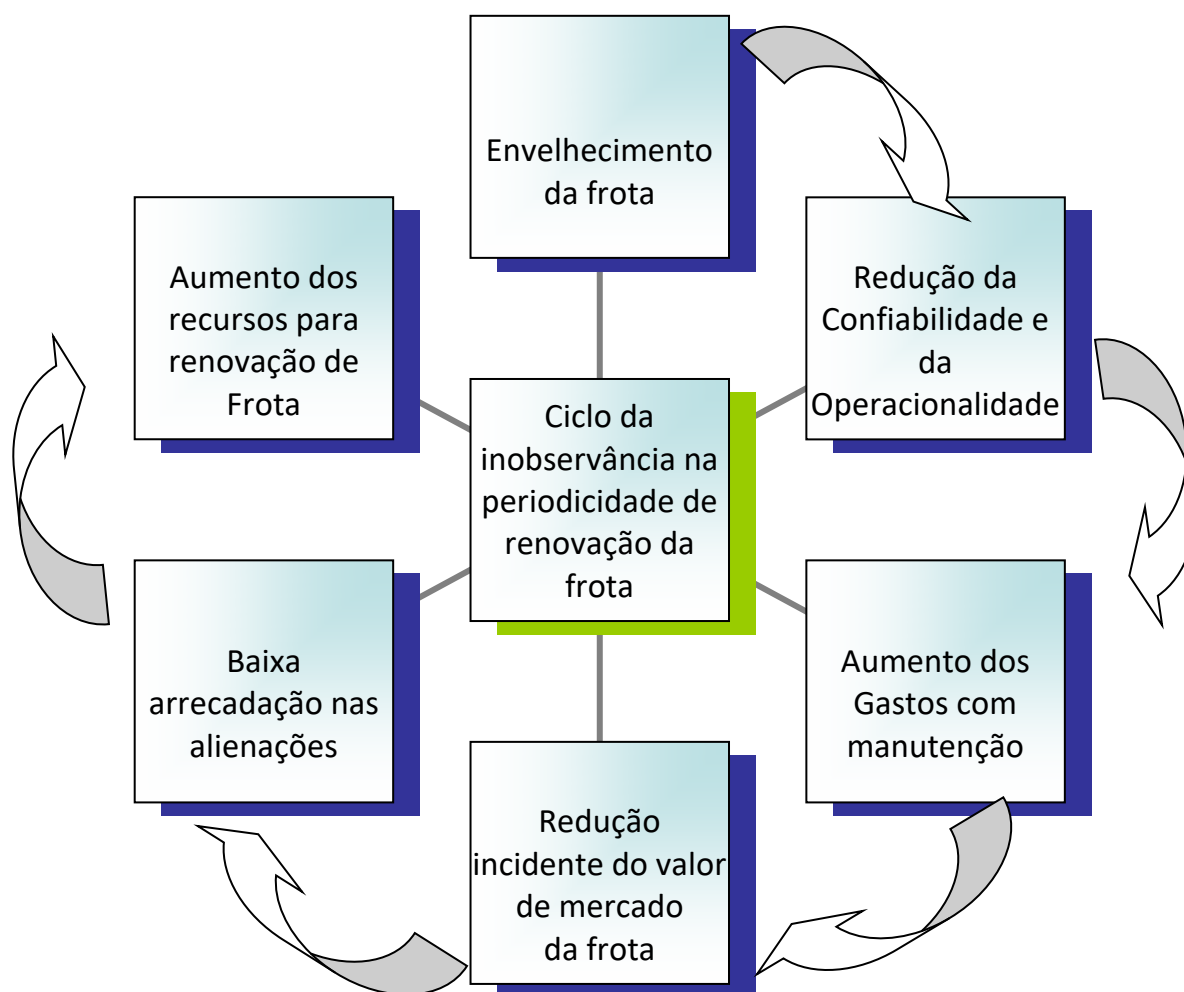 Envelhecimento
da frota
Redução da
Confiabilidade e
da
Operacionalidade
Aumento dos
Gastos com
manutenção
Redução
incidente do valor
de mercado
da frota
Baixa
arrecadação nas
alienações
Aumento dos
recursos para
renovação de
Frota
Ciclo da
inobservância na
periodicidade de
renovação da
frota